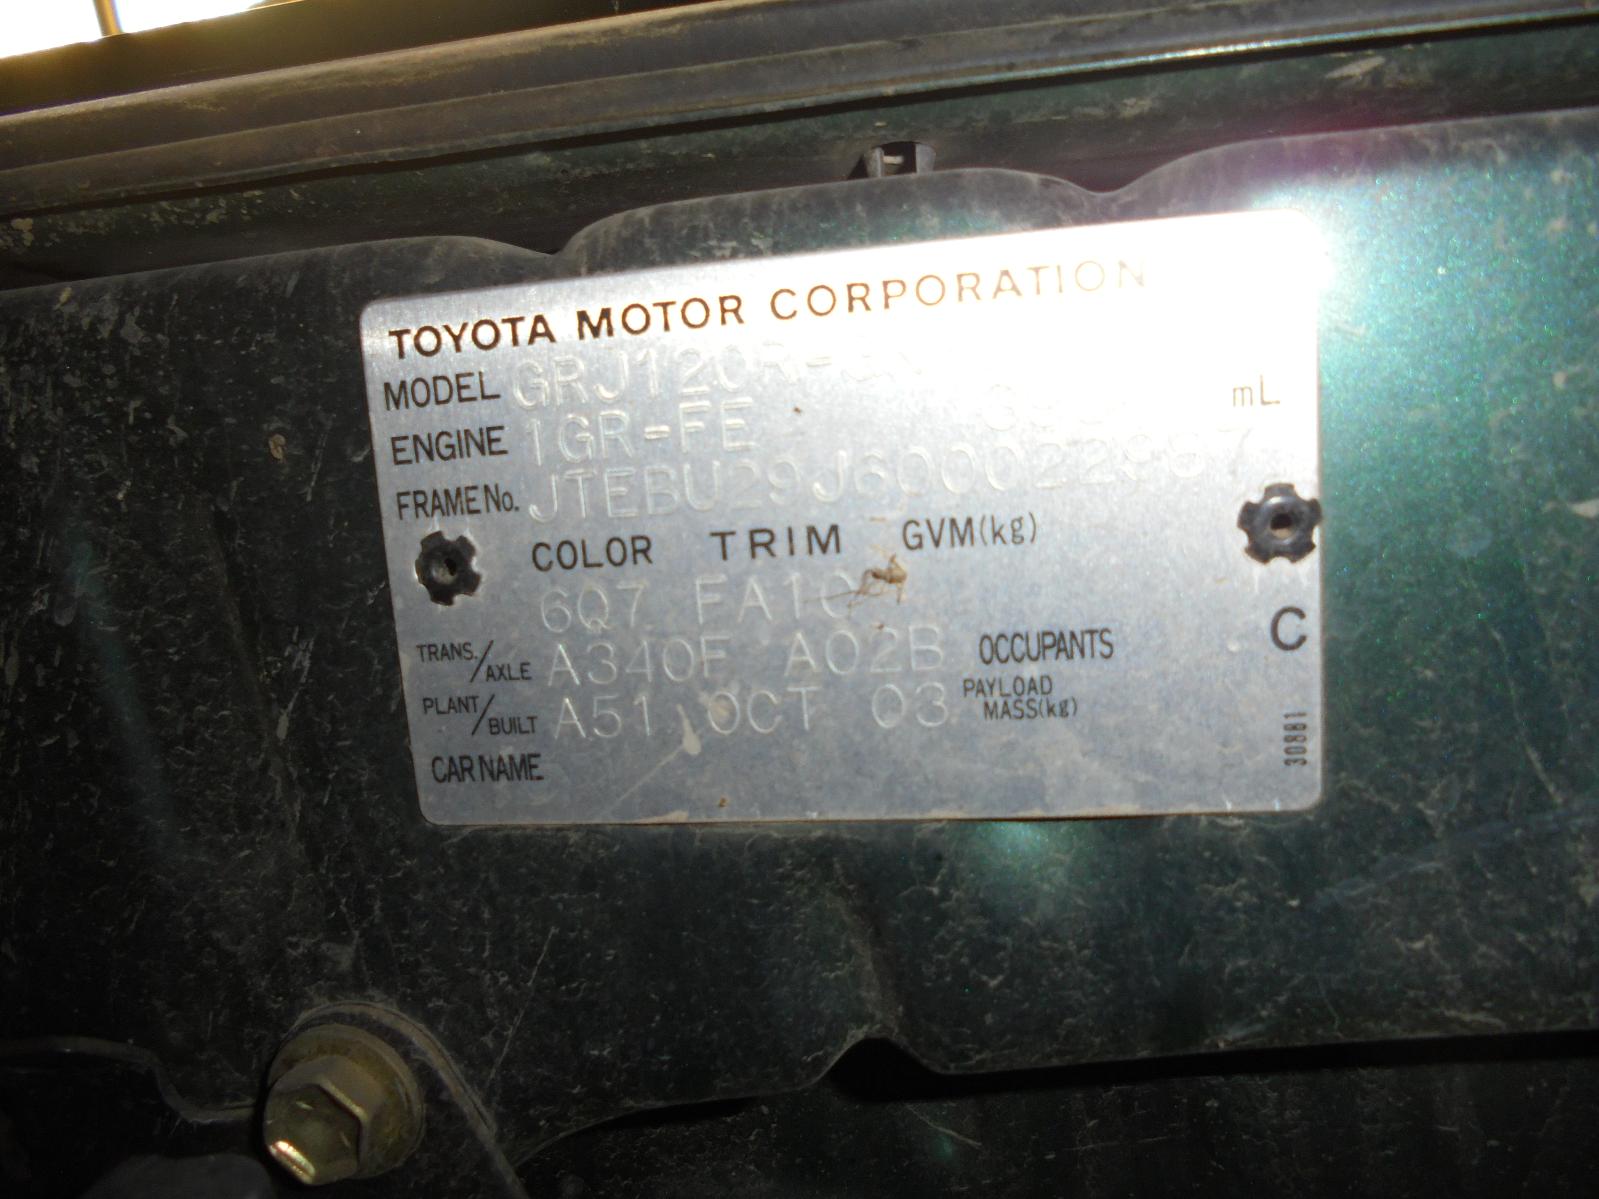 TOYOTA MOTOR CORPORATION
MODEL GRJ120R-
ENGINE 1GR-FE mL
FRAME No. JTEBU29J600022967
COLOR TRIM GVM(kg)
6Q7 FA10
TRANS./AXLE A340F A02B OCCUPANTS C
PLANT/BUILT A51 OCT 03 PAYLOAD MASS(kg)
CAR NAME
30881